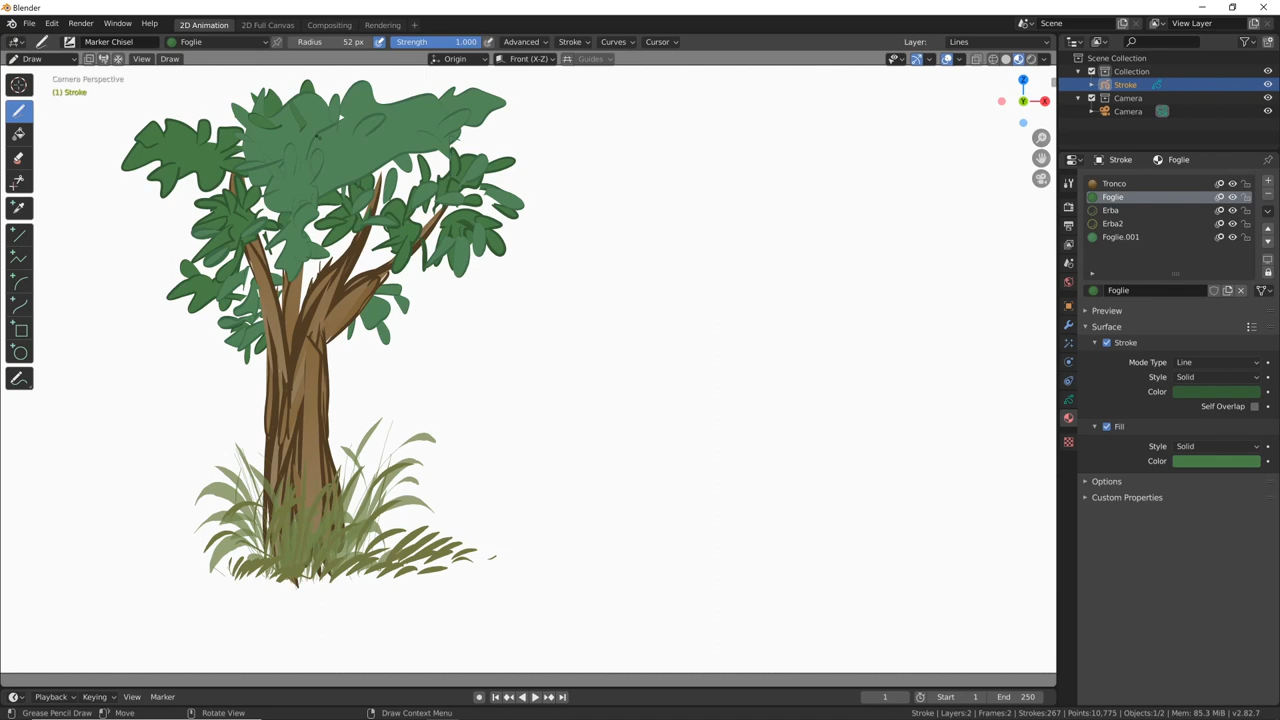 Blender
File Edit Render Window Help 2D Animation 2D Full Canvas Compositing Rendering + Scene View Layer
Marker Chisel Foglie Radius 52 px Strength 1.000 Advanced Stroke Curves Cursor Layer: Lines
Draw View Draw Origin Front (X-Z) Guides
Camera Perspective
(1) Stroke
Z
Y
X
Scene Collection
Collection
Stroke
Camera
Camera
Stroke Foglie
Tronco
Foglie
Erba
Erba2
Foglie.001
Foglie
Preview
Surface
Stroke
Mode Type Line
Style Solid
Color
Self Overlap
Fill
Style Solid
Color
Options
Custom Properties
Playback Keying View Marker 1 Start 1 End 250
Grease Pencil Draw Move Rotate View Draw Context Menu Stroke | Layers:2 | Frames:2 | Strokes:267 | Points:10,775 | Objects:1/2 | Mem: 85.3 MiB | v2.82.7